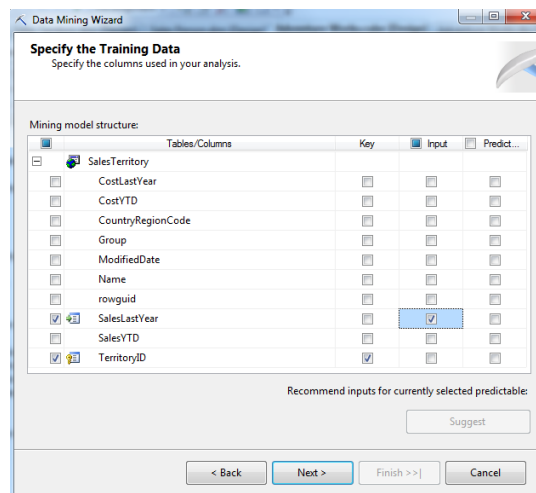 Data Mining Wizard
Specify the Training Data
Specify the columns used in your analysis.
Mining model structure:
Tables/Columns Key Input Predict...
SalesTerritory
CostLastYear
CostYTD
CountryRegionCode
Group
ModifiedDate
Name
rowguid
SalesLastYear
SalesYTD
TerritoryID
Recommend inputs for currently selected predictable:
Suggest
< Back Next > Finish >>| Cancel